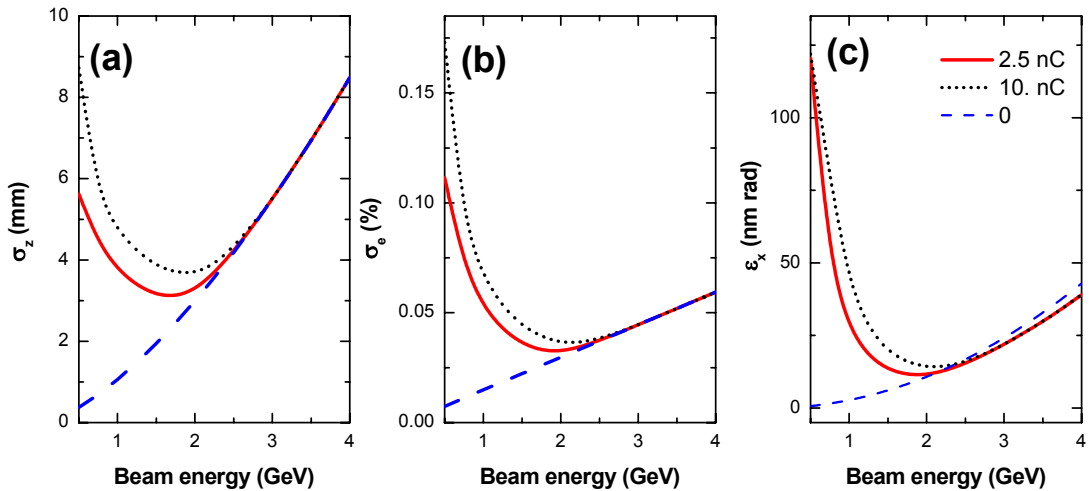 (a)
10
8
6
4
2
0
σz (mm)
1 2 3 4
Beam energy (GeV)
(b)
0.15
0.10
0.05
0.00
σe (%)
1 2 3 4
Beam energy (GeV)
(c)
2.5 nC
10. nC
0
100
50
0
εx (nm rad)
1 2 3 4
Beam energy (GeV)